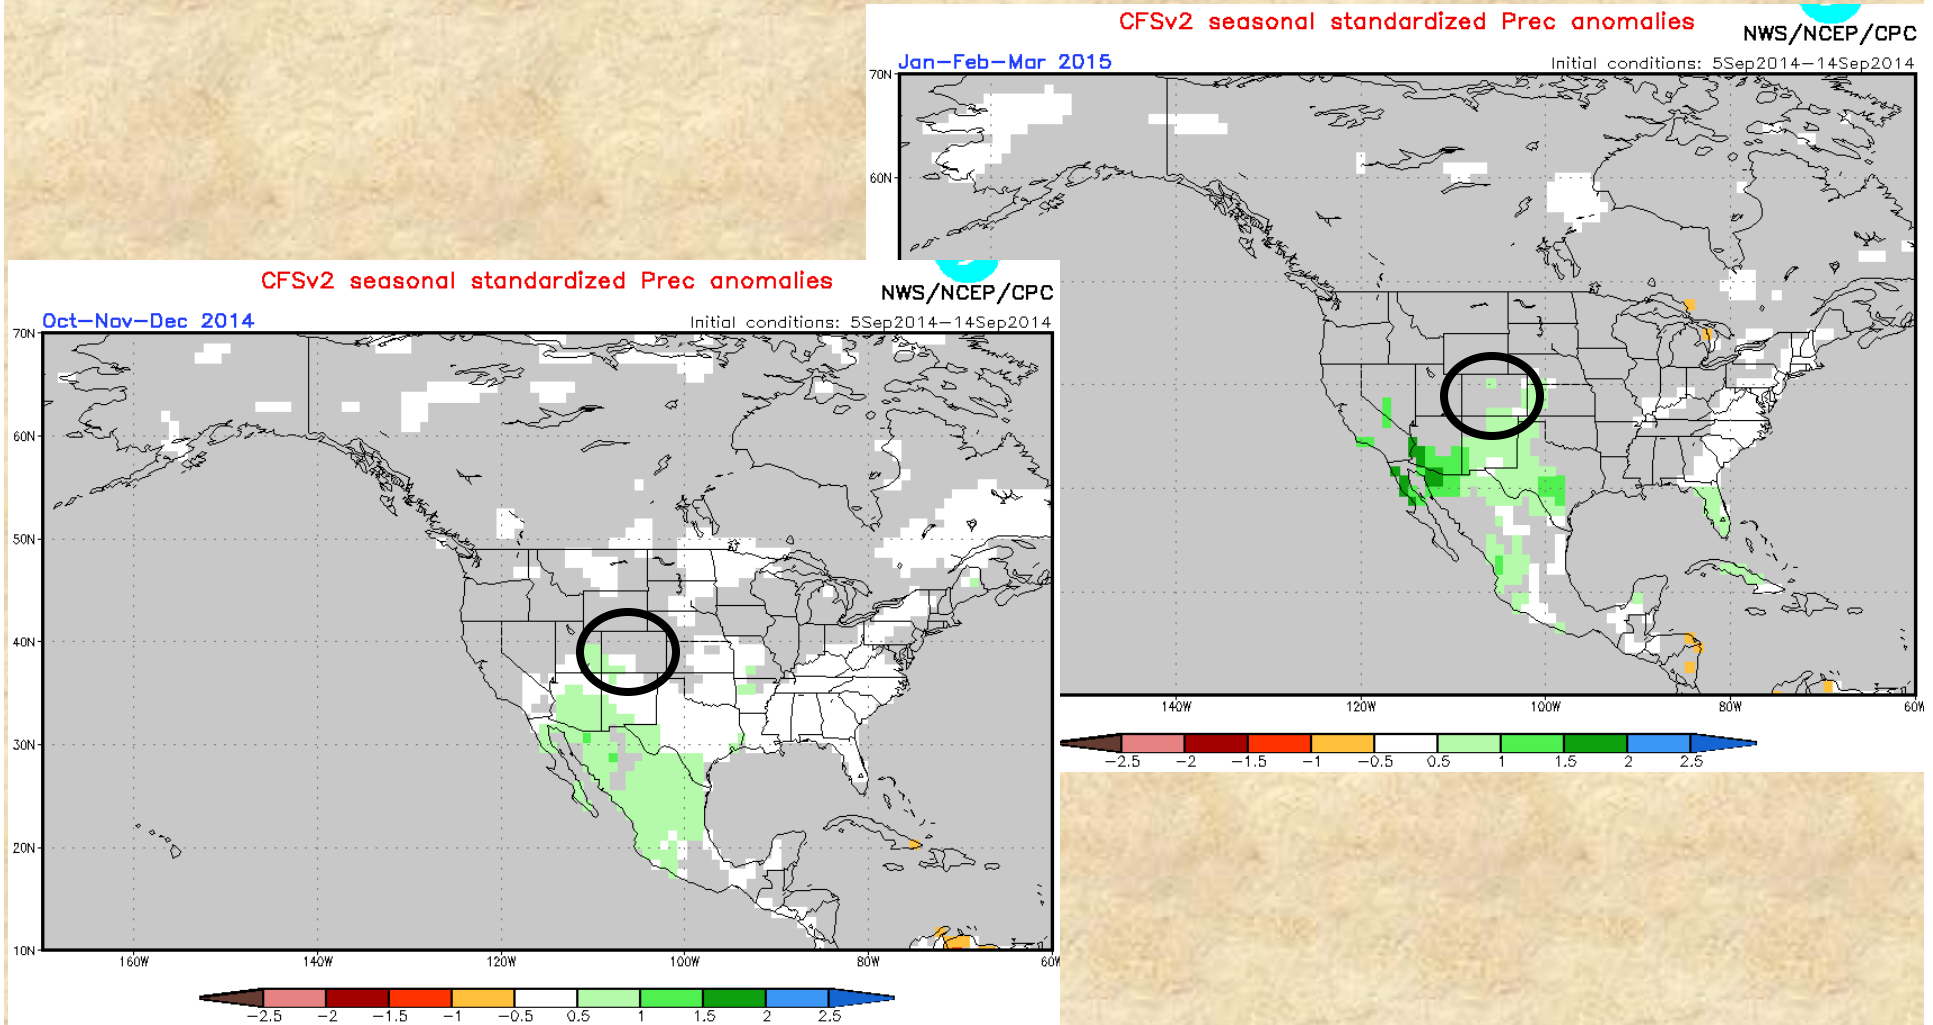 CFSv2 seasonal standardized Prec anomalies
NWS/NCEP/CPC
Jan-Feb-Mar 2015
Initial conditions: 5Sep2014-14Sep2014
70N
60N
140W 120W 100W 80W 60W
-2.5 -2 -1.5 -1 -0.5 0.5 1 1.5 2 2.5
CFSv2 seasonal standardized Prec anomalies
NWS/NCEP/CPC
Oct-Nov-Dec 2014
Initial conditions: 5Sep2014-14Sep2014
70N
60N
50N
40N
30N
20N
10N
160W 140W 120W 100W 80W 60W
-2.5 -2 -1.5 -1 -0.5 0.5 1 1.5 2 2.5